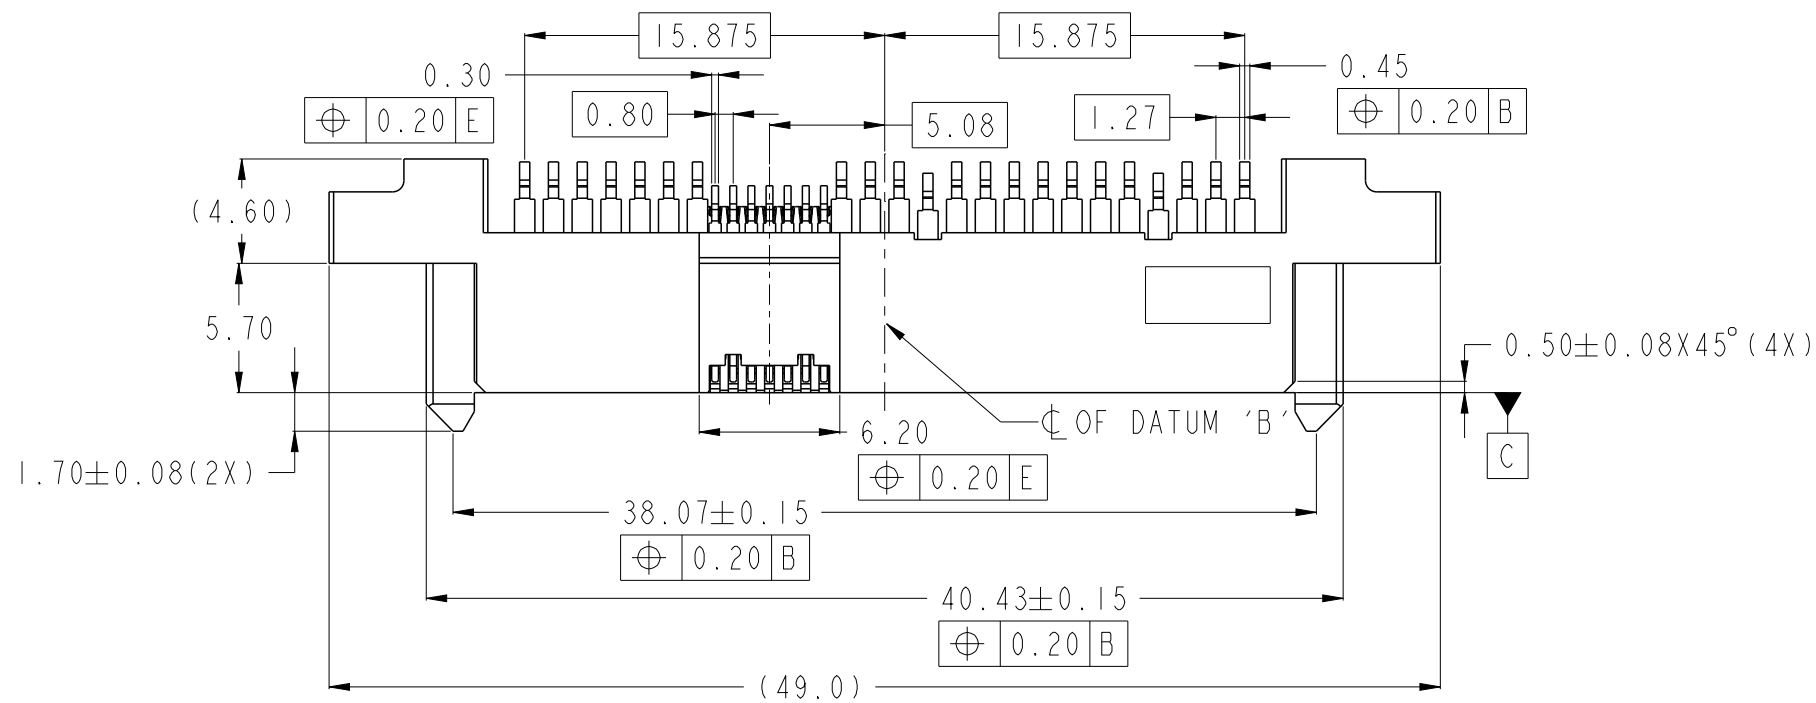 15.875
15.875
0.30
0.45
⌖ 0.20 E
0.80
5.08
1.27
⌖ 0.20 B
(4.60)
5.70
0.50±0.08X45°(4X)
℄ OF DATUM 'B'
6.20
⌖ 0.20 E
C
1.70±0.08(2X)
38.07±0.15
⌖ 0.20 B
40.43±0.15
⌖ 0.20 B
(49.0)